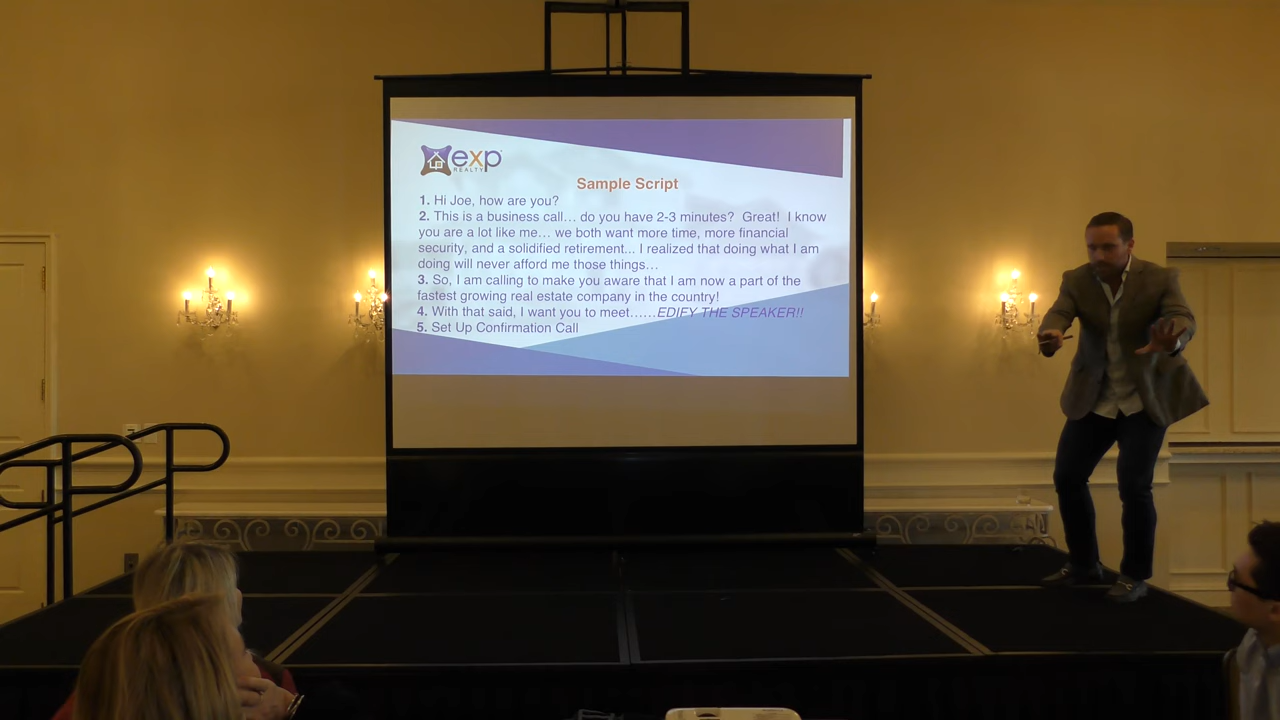 exp
REALTY
Sample Script
1. Hi Joe, how are you?
2. This is a business call... do you have 2-3 minutes? Great! I know
you are a lot like me... we both want more time, more financial
security, and a solidified retirement... I realized that doing what I am
doing will never afford me those things...
3. So, I am calling to make you aware that I am now a part of the
fastest growing real estate company in the country!
4. With that said, I want you to meet......EDIFY THE SPEAKER!!
5. Set Up Confirmation Call